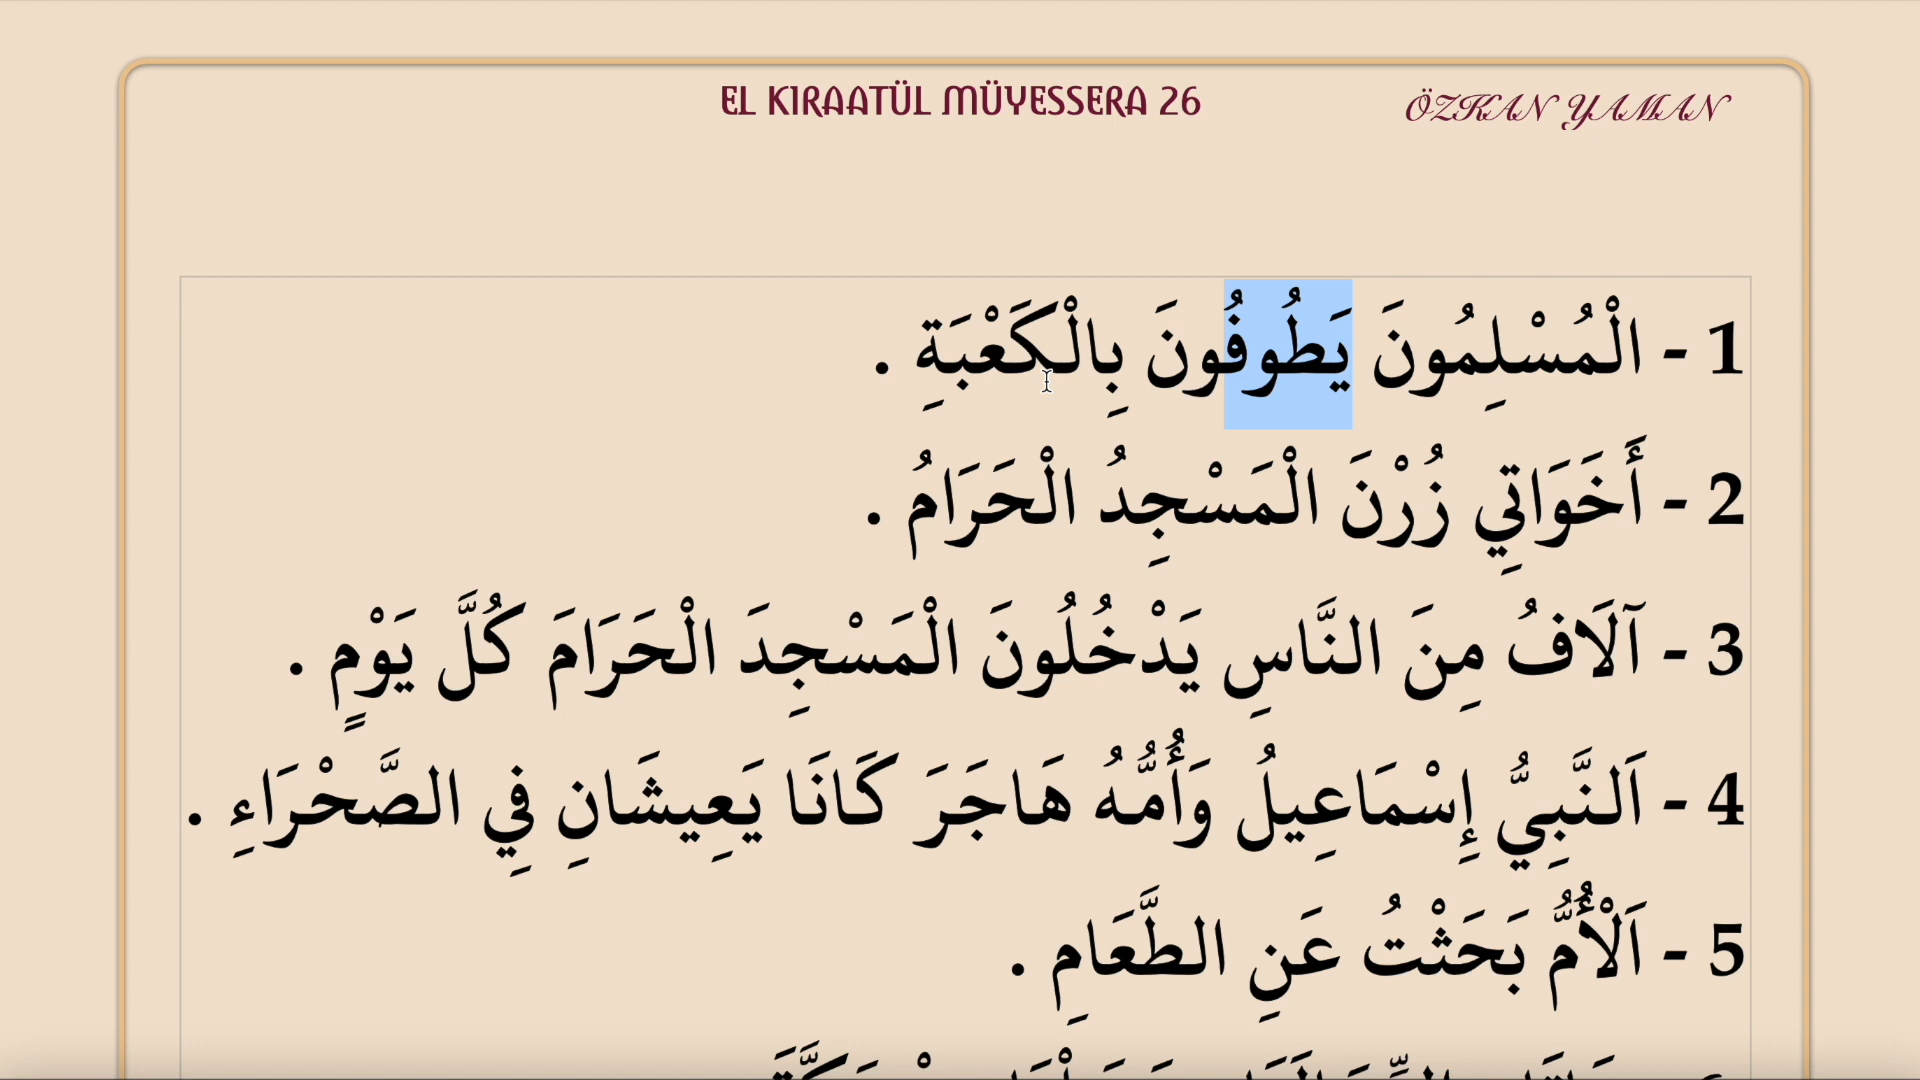 EL KIRAATÜL MÜYESSERA 26
ÖZKAN YAMAN
1 - الْمُسْلِمُونَ يَطُوفُونَ بِالْكَعْبَةِ .
2 - أَخَوَاتِي زُرْنَ الْمَسْجِدُ الْحَرَامُ .
3 - آلَافُ مِنَ النَّاسِ يَدْخُلُونَ الْمَسْجِدَ الْحَرَامَ كُلَّ يَوْمٍ .
4 - اَلنَّبِيُّ إِسْمَاعِيلُ وَأُمُّهُ هَاجَرَ كَانَا يَعِيشَانِ فِي الصَّحْرَاءِ .
5 - اَلْأُمُّ بَحَثْتُ عَنِ الطَّعَامِ .